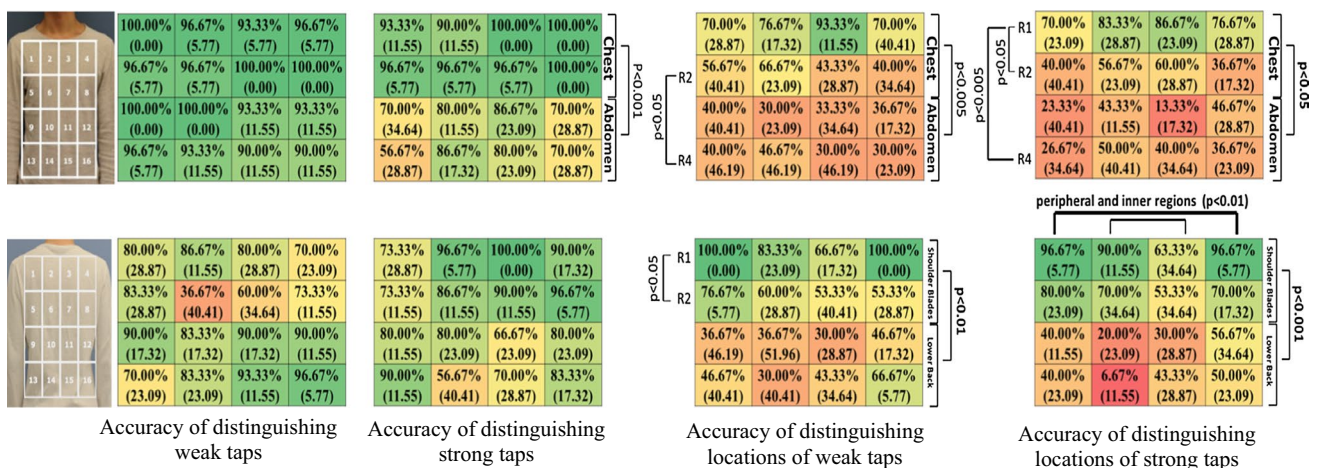 1 2 3 4
5 6 7 8
9 10 11 12
13 14 15 16
100.00% 96.67% 93.33% 96.67%
(0.00) (5.77) (5.77) (5.77)
96.67% 96.67% 100.00% 100.00%
(5.77) (5.77) (0.00) (0.00)
100.00% 100.00% 93.33% 93.33%
(0.00) (0.00) (11.55) (11.55)
96.67% 93.33% 90.00% 90.00%
(5.77) (11.55) (11.55) (11.55)
93.33% 90.00% 100.00% 100.00%
(11.55) (11.55) (0.00) (0.00)
96.67% 96.67% 96.67% 100.00%
(5.77) (5.77) (5.77) (0.00)
70.00% 80.00% 86.67% 70.00%
(34.64) (11.55) (23.09) (28.87)
56.67% 86.67% 80.00% 70.00%
(28.87) (17.32) (23.09) (28.87)
Chest
Abdomen
P<0.001
p<0.05
R2
R4
70.00% 76.67% 93.33% 70.00%
(28.87) (17.32) (11.55) (40.41)
56.67% 66.67% 43.33% 40.00%
(40.41) (23.09) (28.87) (34.64)
40.00% 30.00% 33.33% 36.67%
(40.41) (23.09) (34.64) (17.32)
40.00% 46.67% 30.00% 30.00%
(46.19) (46.19) (46.19) (23.09)
Chest
Abdomen
p<0.005
p<0.005
p<0.05
R1
R2
R4
70.00% 83.33% 86.67% 76.67%
(23.09) (28.87) (23.09) (28.87)
40.00% 56.67% 60.00% 36.67%
(40.41) (23.09) (28.87) (17.32)
23.33% 43.33% 13.33% 46.67%
(40.41) (11.55) (17.32) (28.87)
26.67% 50.00% 40.00% 36.67%
(34.64) (40.41) (34.64) (23.09)
Chest
Abdomen
p<0.05
1 2 3 4
5 6 7 8
9 10 11 12
13 14 15 16
80.00% 86.67% 80.00% 70.00%
(28.87) (11.55) (28.87) (23.09)
83.33% 36.67% 60.00% 73.33%
(28.87) (40.41) (34.64) (11.55)
90.00% 83.33% 90.00% 90.00%
(17.32) (17.32) (17.32) (11.55)
70.00% 83.33% 93.33% 96.67%
(23.09) (23.09) (11.55) (5.77)
73.33% 96.67% 100.00% 90.00%
(28.87) (5.77) (0.00) (17.32)
73.33% 86.67% 90.00% 96.67%
(11.55) (11.55) (11.55) (5.77)
80.00% 80.00% 66.67% 80.00%
(11.55) (23.09) (23.09) (23.09)
90.00% 56.67% 70.00% 83.33%
(11.55) (40.41) (28.87) (17.32)
p<0.05
R1
R2
100.00% 83.33% 66.67% 100.00%
(0.00) (23.09) (17.32) (0.00)
76.67% 60.00% 53.33% 53.33%
(5.77) (28.87) (40.41) (28.87)
36.67% 36.67% 30.00% 46.67%
(46.19) (51.96) (28.87) (17.32)
46.67% 30.00% 43.33% 66.67%
(40.41) (40.41) (34.64) (5.77)
Shoulder Blades
Lower Back
p<0.01
peripheral and inner regions (p<0.01)
96.67% 90.00% 63.33% 96.67%
(5.77) (11.55) (34.64) (5.77)
80.00% 70.00% 53.33% 70.00%
(23.09) (34.64) (34.64) (17.32)
40.00% 20.00% 30.00% 56.67%
(11.55) (23.09) (28.87) (34.64)
40.00% 6.67% 43.33% 50.00%
(23.09) (11.55) (28.87) (23.09)
Shoulder Blades
Lower Back
p<0.001
Accuracy of distinguishing
weak taps
Accuracy of distinguishing
strong taps
Accuracy of distinguishing
locations of weak taps
Accuracy of distinguishing
locations of strong taps